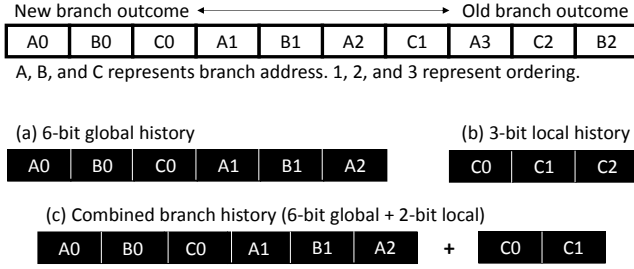 New branch outcome Old branch outcome
A0 B0 C0 A1 B1 A2 C1 A3 C2 B2
A, B, and C represents branch address. 1, 2, and 3 represent ordering.
(a) 6-bit global history (b) 3-bit local history
A0 B0 C0 A1 B1 A2 C0 C1 C2
(c) Combined branch history (6-bit global + 2-bit local)
A0 B0 C0 A1 B1 A2 + C0 C1